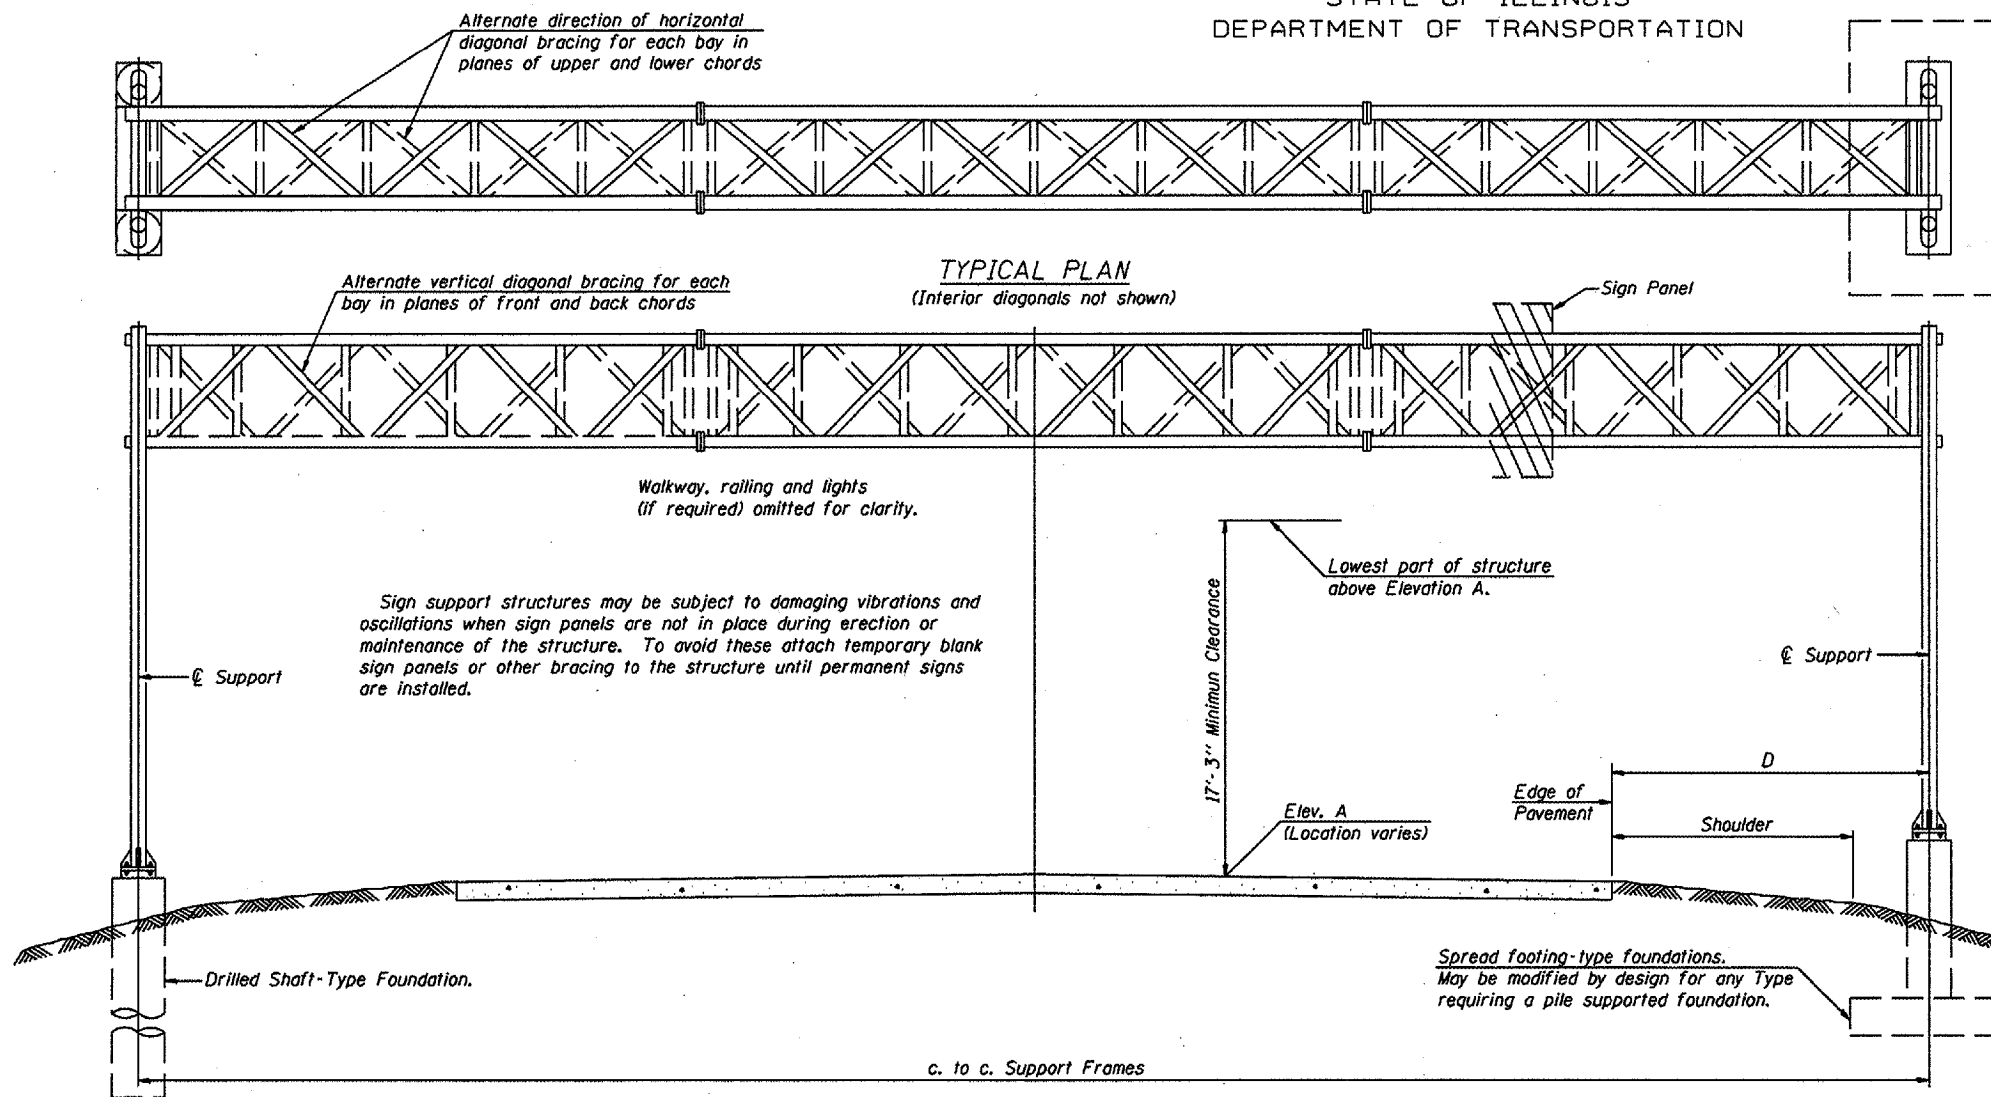 STATE OF ILLINOIS
DEPARTMENT OF TRANSPORTATION
Alternate direction of horizontal
diagonal bracing for each bay in
planes of upper and lower chords
TYPICAL PLAN
(Interior diagonals not shown)
Alternate vertical diagonal bracing for each
bay in planes of front and back chords
Sign Panel
Walkway, railing and lights
(if required) omitted for clarity.
Lowest part of structure
above Elevation A.
17'-3" Minimun Clearance
Sign support structures may be subject to damaging vibrations and
oscillations when sign panels are not in place during erection or
maintenance of the structure. To avoid these attach temporary blank
sign panels or other bracing to the structure until permanent signs
are installed.
℄ Support
℄ Support
D
Edge of
Pavement
Shoulder
Elev. A
(Location varies)
Drilled Shaft-Type Foundation.
Spread footing-type foundations.
May be modified by design for any Type
requiring a pile supported foundation.
c. to c. Support Frames